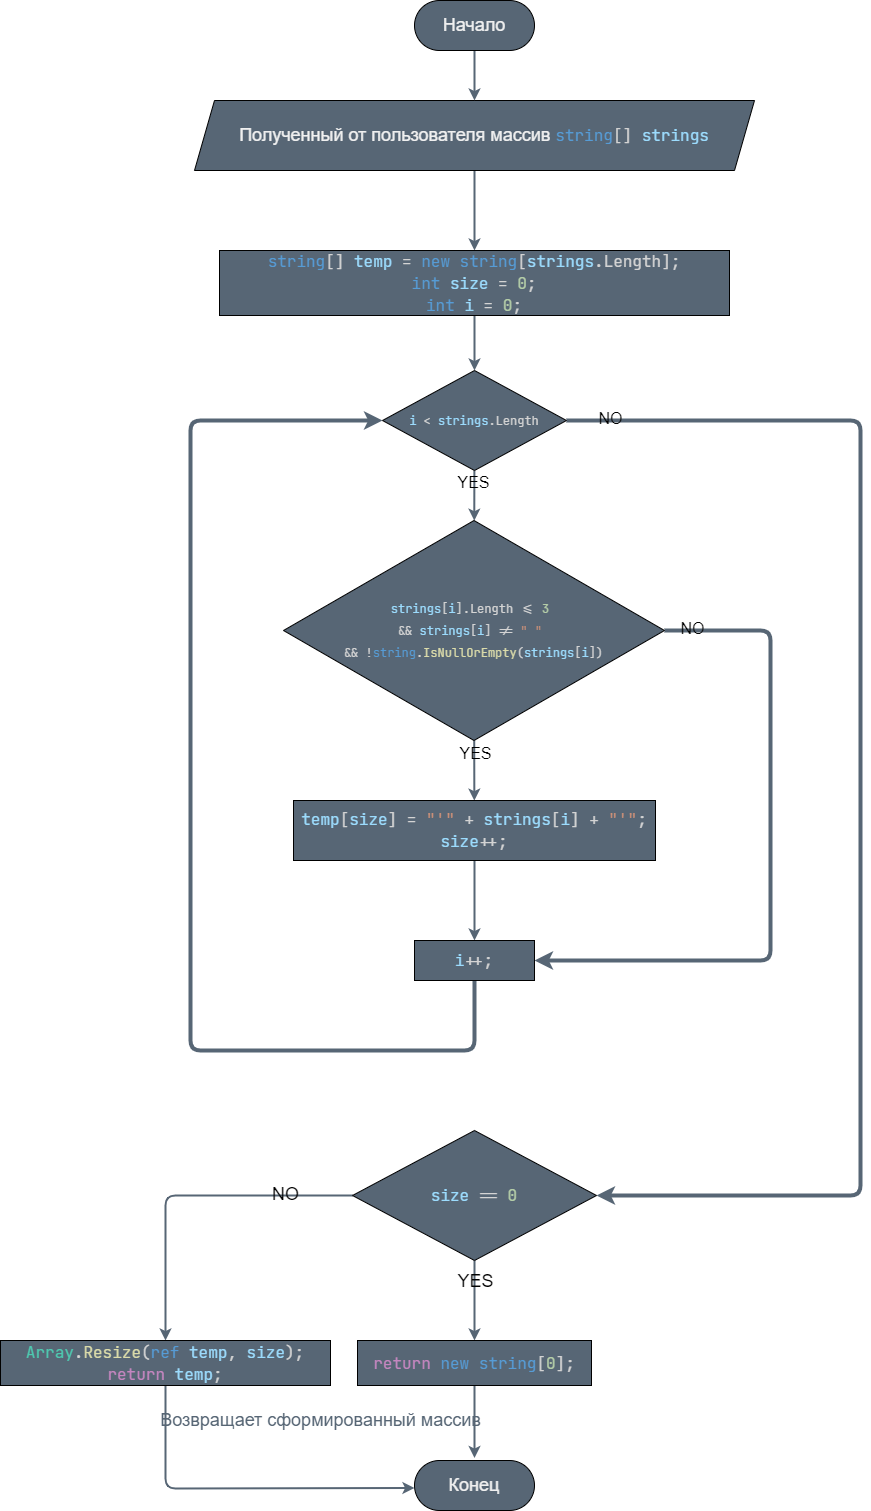 Начало
Полученный от пользователя массив string[] strings
string[] temp = new string[strings.Length];
int size = 0;
int i = 0;
i < strings.Length
NO
YES
strings[i].Length <= 3
&& strings[i] != " "
&& !string.IsNullOrEmpty(strings[i])
NO
YES
temp[size] = "'" + strings[i] + "'";
size++;
i++;
size == 0
NO
YES
Array.Resize(ref temp, size);
return temp;
return new string[0];
Возвращает сформированный массив
Конец